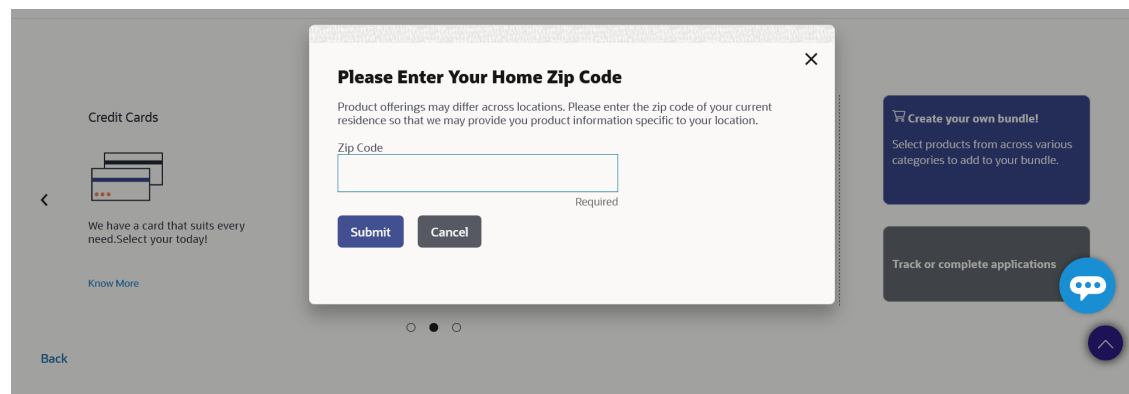 Please Enter Your Home Zip Code
Product offerings may differ across locations. Please enter the zip code of your current
residence so that we may provide you product information specific to your location.
Zip Code
Required
Submit
Cancel
Credit Cards
We have a card that suits every
need.Select your today!
Know More
Create your own bundle!
Select products from across various
categories to add to your bundle.
Track or complete applications
Back